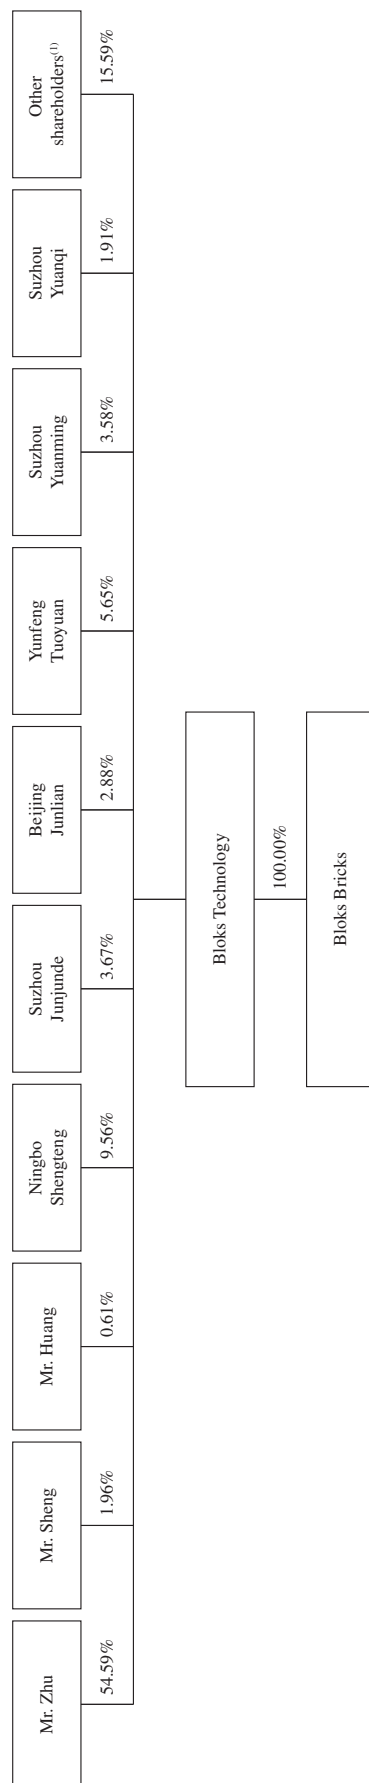 Mr. Zhu
54.59%
Mr. Sheng
1.96%
Mr. Huang
0.61%
Ningbo
Shengteng
9.56%
Suzhou
Junjunde
3.67%
Beijing
Junlian
2.88%
Yunfeng
Tuoyuan
5.65%
Suzhou
Yuanming
3.58%
Suzhou
Yuanqi
1.91%
Other
shareholders(1)
15.59%
Bloks Technology
100.00%
Bloks Bricks